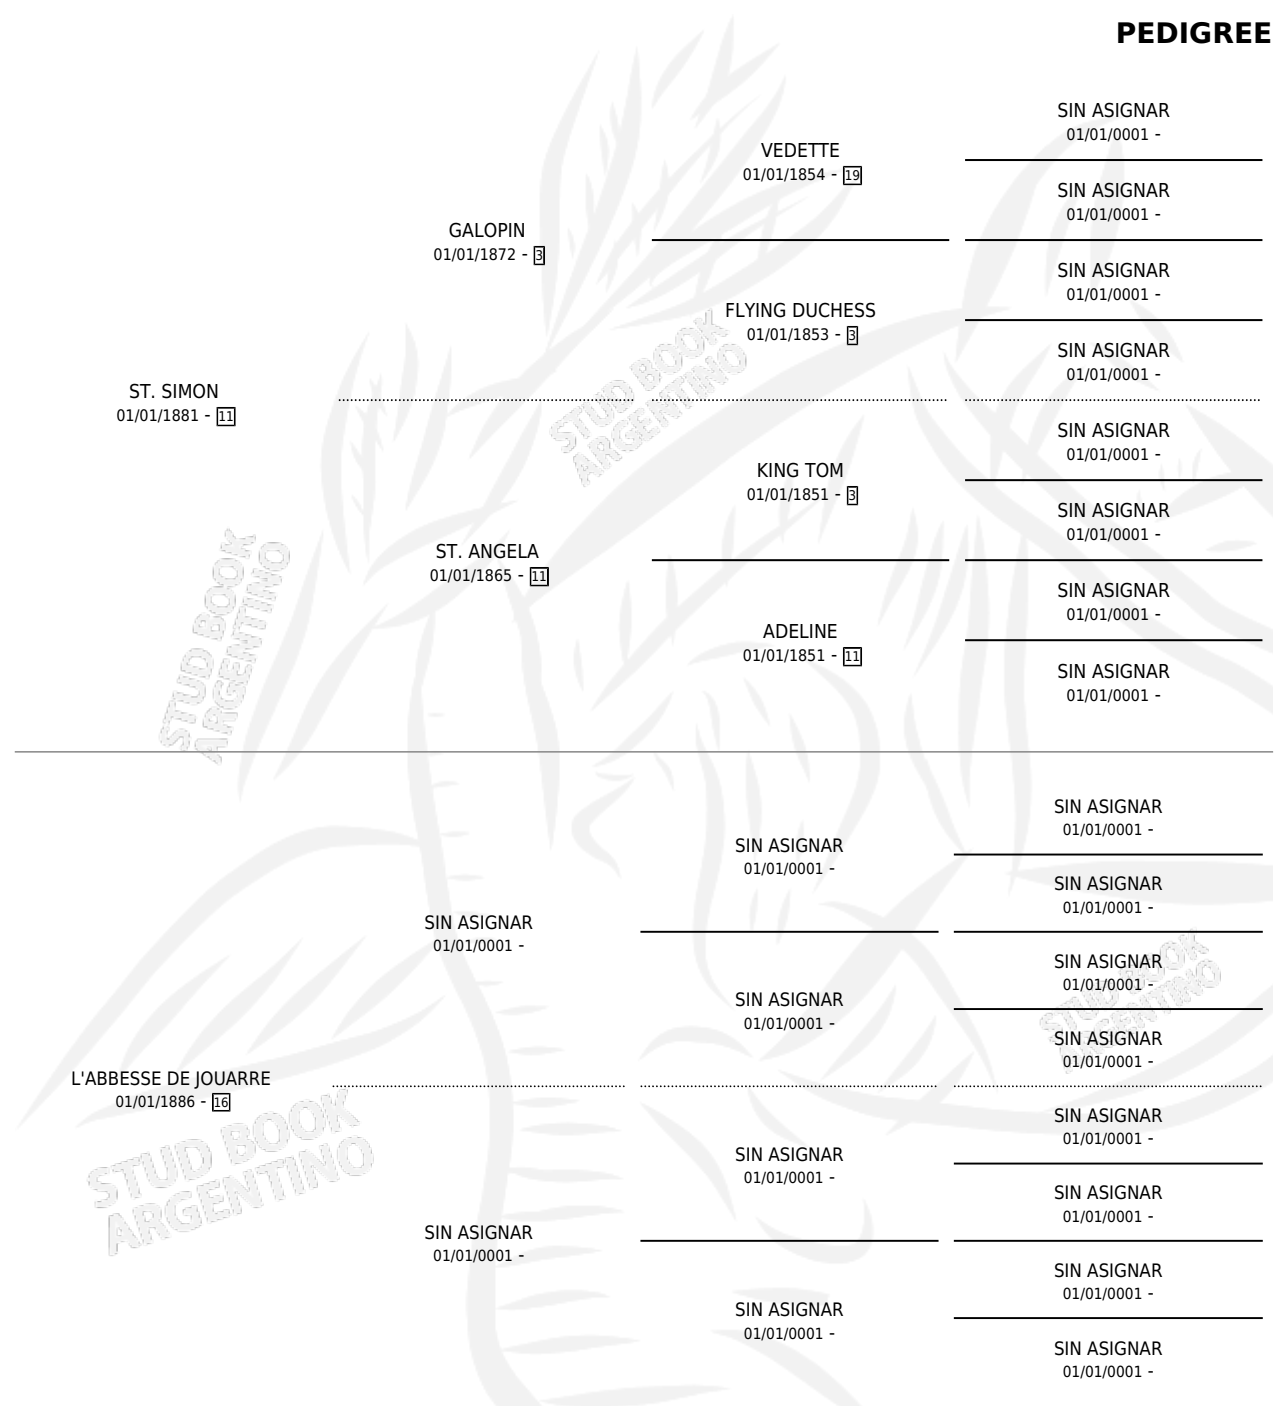 PEDIGREE
SIN ASIGNAR
01/01/0001 -
VEDETTE
01/01/1854 - 19
SIN ASIGNAR
01/01/0001 -
GALOPIN
01/01/1872 - 3
SIN ASIGNAR
01/01/0001 -
FLYING DUCHESS
01/01/1853 - 3
SIN ASIGNAR
01/01/0001 -
ST. SIMON
01/01/1881 - 11
STUD BOOK
ARGENTINO
SIN ASIGNAR
01/01/0001 -
KING TOM
01/01/1851 - 3
SIN ASIGNAR
01/01/0001 -
ST. ANGELA
01/01/1865 - 11
SIN ASIGNAR
01/01/0001 -
ADELINE
01/01/1851 - 11
SIN ASIGNAR
01/01/0001 -
STUD BOOK
ARGENTINO
SIN ASIGNAR
01/01/0001 -
SIN ASIGNAR
01/01/0001 -
SIN ASIGNAR
01/01/0001 -
SIN ASIGNAR
01/01/0001 -
SIN ASIGNAR
01/01/0001 -
SIN ASIGNAR
01/01/0001 -
SIN ASIGNAR
01/01/0001 -
STUD BOOK
ARGENTINO
L'ABBESSE DE JOUARRE
01/01/1886 - 16
STUD BOOK
ARGENTINO
SIN ASIGNAR
01/01/0001 -
SIN ASIGNAR
01/01/0001 -
SIN ASIGNAR
01/01/0001 -
SIN ASIGNAR
01/01/0001 -
SIN ASIGNAR
01/01/0001 -
SIN ASIGNAR
01/01/0001 -
SIN ASIGNAR
01/01/0001 -